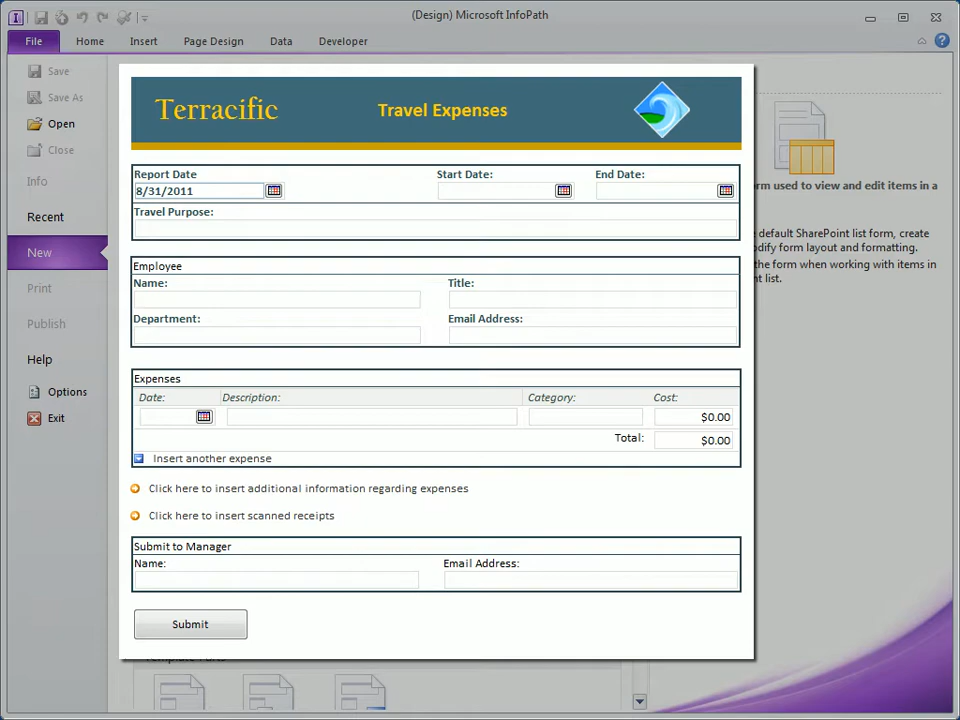 (Design) Microsoft InfoPath
File Home Insert Page Design Data Developer
Save
Save As
Open
Close
Info
Recent
New
Print
Publish
Help
Options
Exit
Terracific
Travel Expenses
Report Date Start Date: End Date:
8/31/2011
Travel Purpose:
Employee
Name: Title:
Department: Email Address:
Expenses
Date: Description: Category: Cost:
$0.00
Total: $0.00
Insert another expense
Click here to insert additional information regarding expenses
Click here to insert scanned receipts
Submit to Manager
Name: Email Address:
Submit
used to view and edit items in a
default SharePoint list form, create
form layout and formatting.
the form when working with items in
list.